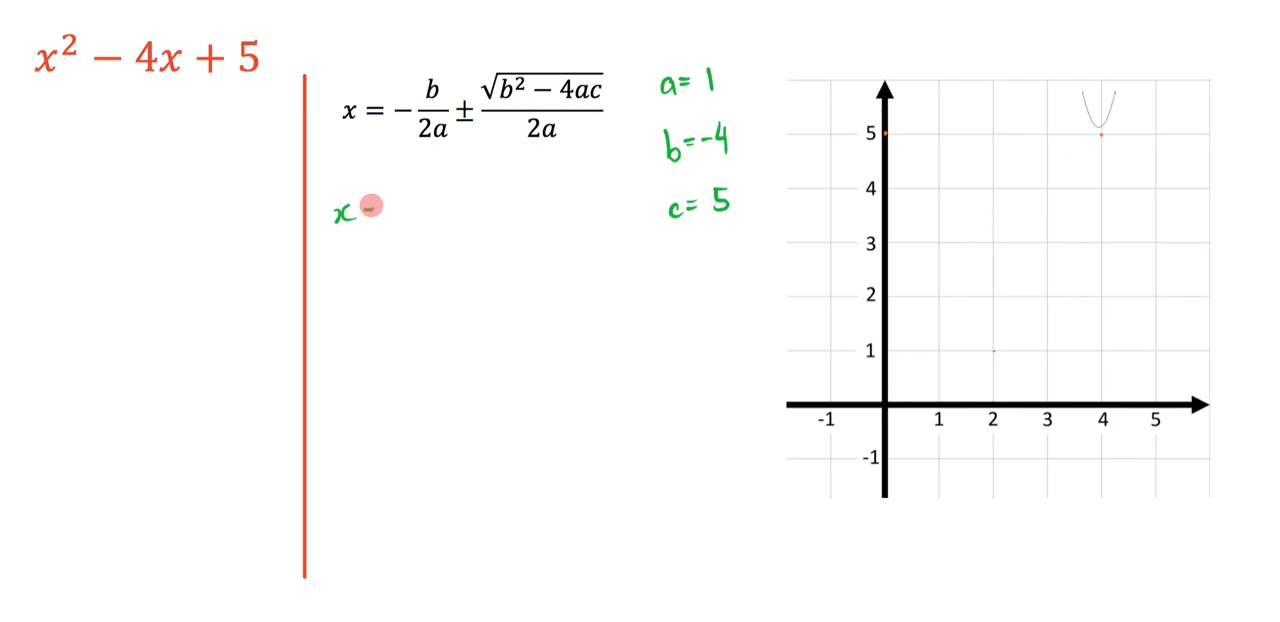 x² − 4x + 5
x = − b/2a ± √(b² − 4ac)/2a
a = 1
b = -4
c = 5
x -
5
4
3
2
1
-1 1 2 3 4 5
-1